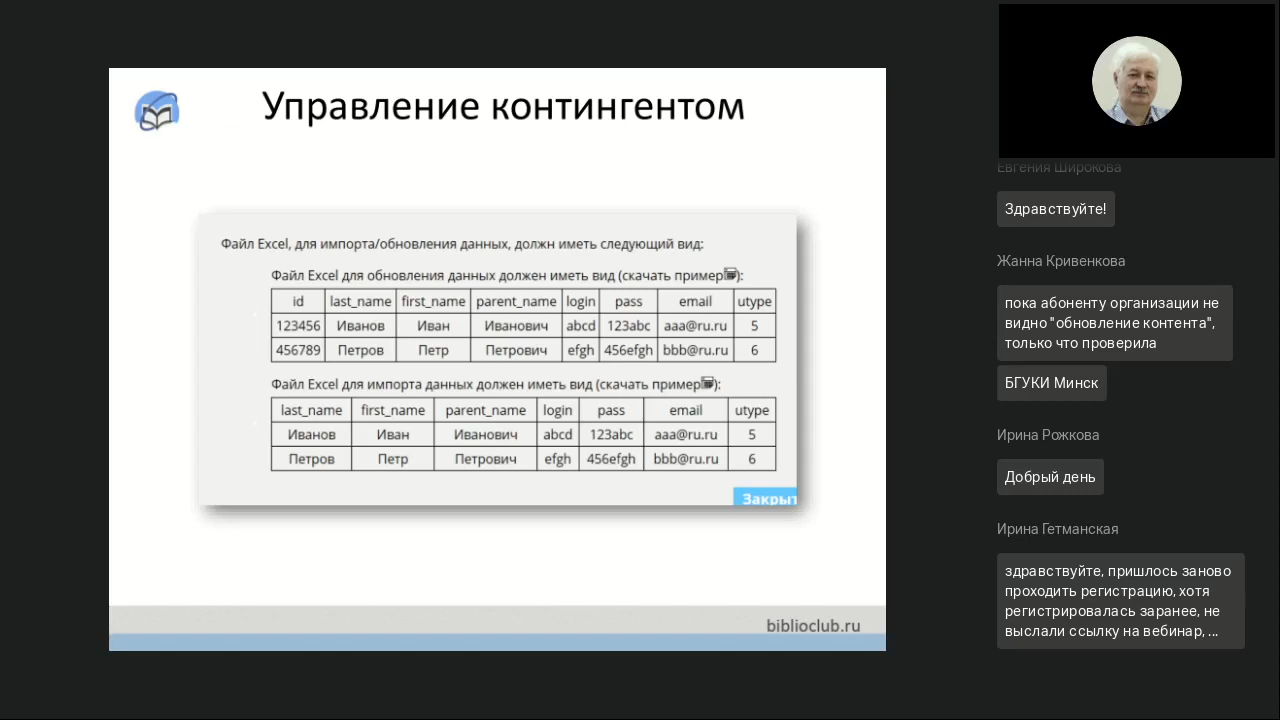 Управление контингентом
Файл Excel, для импорта/обновления данных, должн иметь следующий вид:
Файл Excel для обновления данных должен иметь вид (скачать пример):
id last_name first_name parent_name login pass email utype
123456 Иванов Иван Иванович abcd 123abc aaa@ru.ru 5
456789 Петров Петр Петрович efgh 456efgh bbb@ru.ru 6
Файл Excel для импорта данных должен иметь вид (скачать пример):
last_name first_name parent_name login pass email utype
Иванов Иван Иванович abcd 123abc aaa@ru.ru 5
Петров Петр Петрович efgh 456efgh bbb@ru.ru 6
Закрыт
biblioclub.ru
Евгения Широкова
Здравствуйте!
Жанна Кривенкова
пока абоненту организации не
видно "обновление контента",
только что проверила
БГУКИ Минск
Ирина Рожкова
Добрый день
Ирина Гетманская
здравствуйте, пришлось заново
проходить регистрацию, хотя
регистрировалась заранее, не
выслали ссылку на вебинар, ...